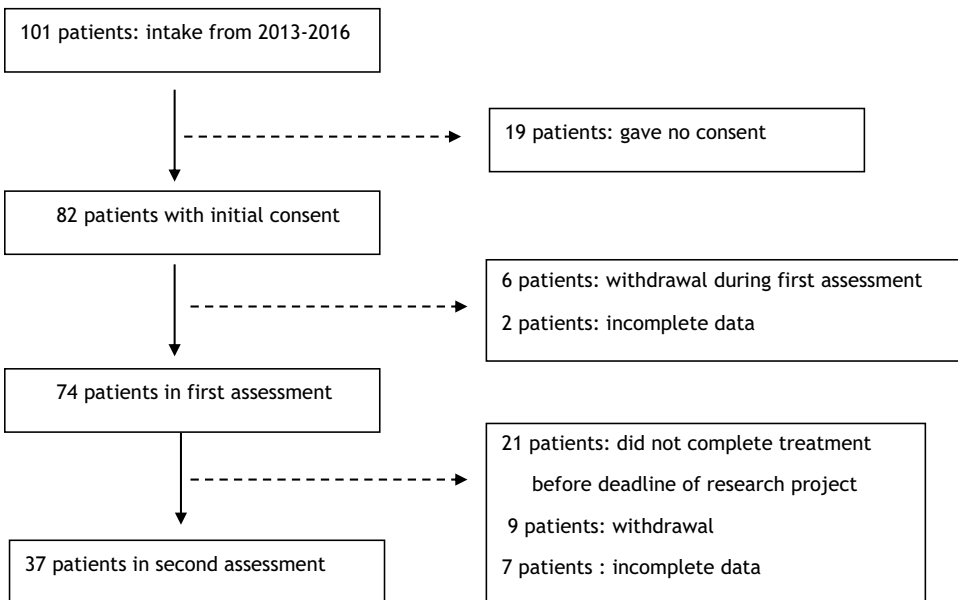 101 patients: intake from 2013-2016
19 patients: gave no consent
82 patients with initial consent
6 patients: withdrawal during first assessment
2 patients: incomplete data
74 patients in first assessment
21 patients: did not complete treatment
before deadline of research project
9 patients: withdrawal
7 patients : incomplete data
37 patients in second assessment